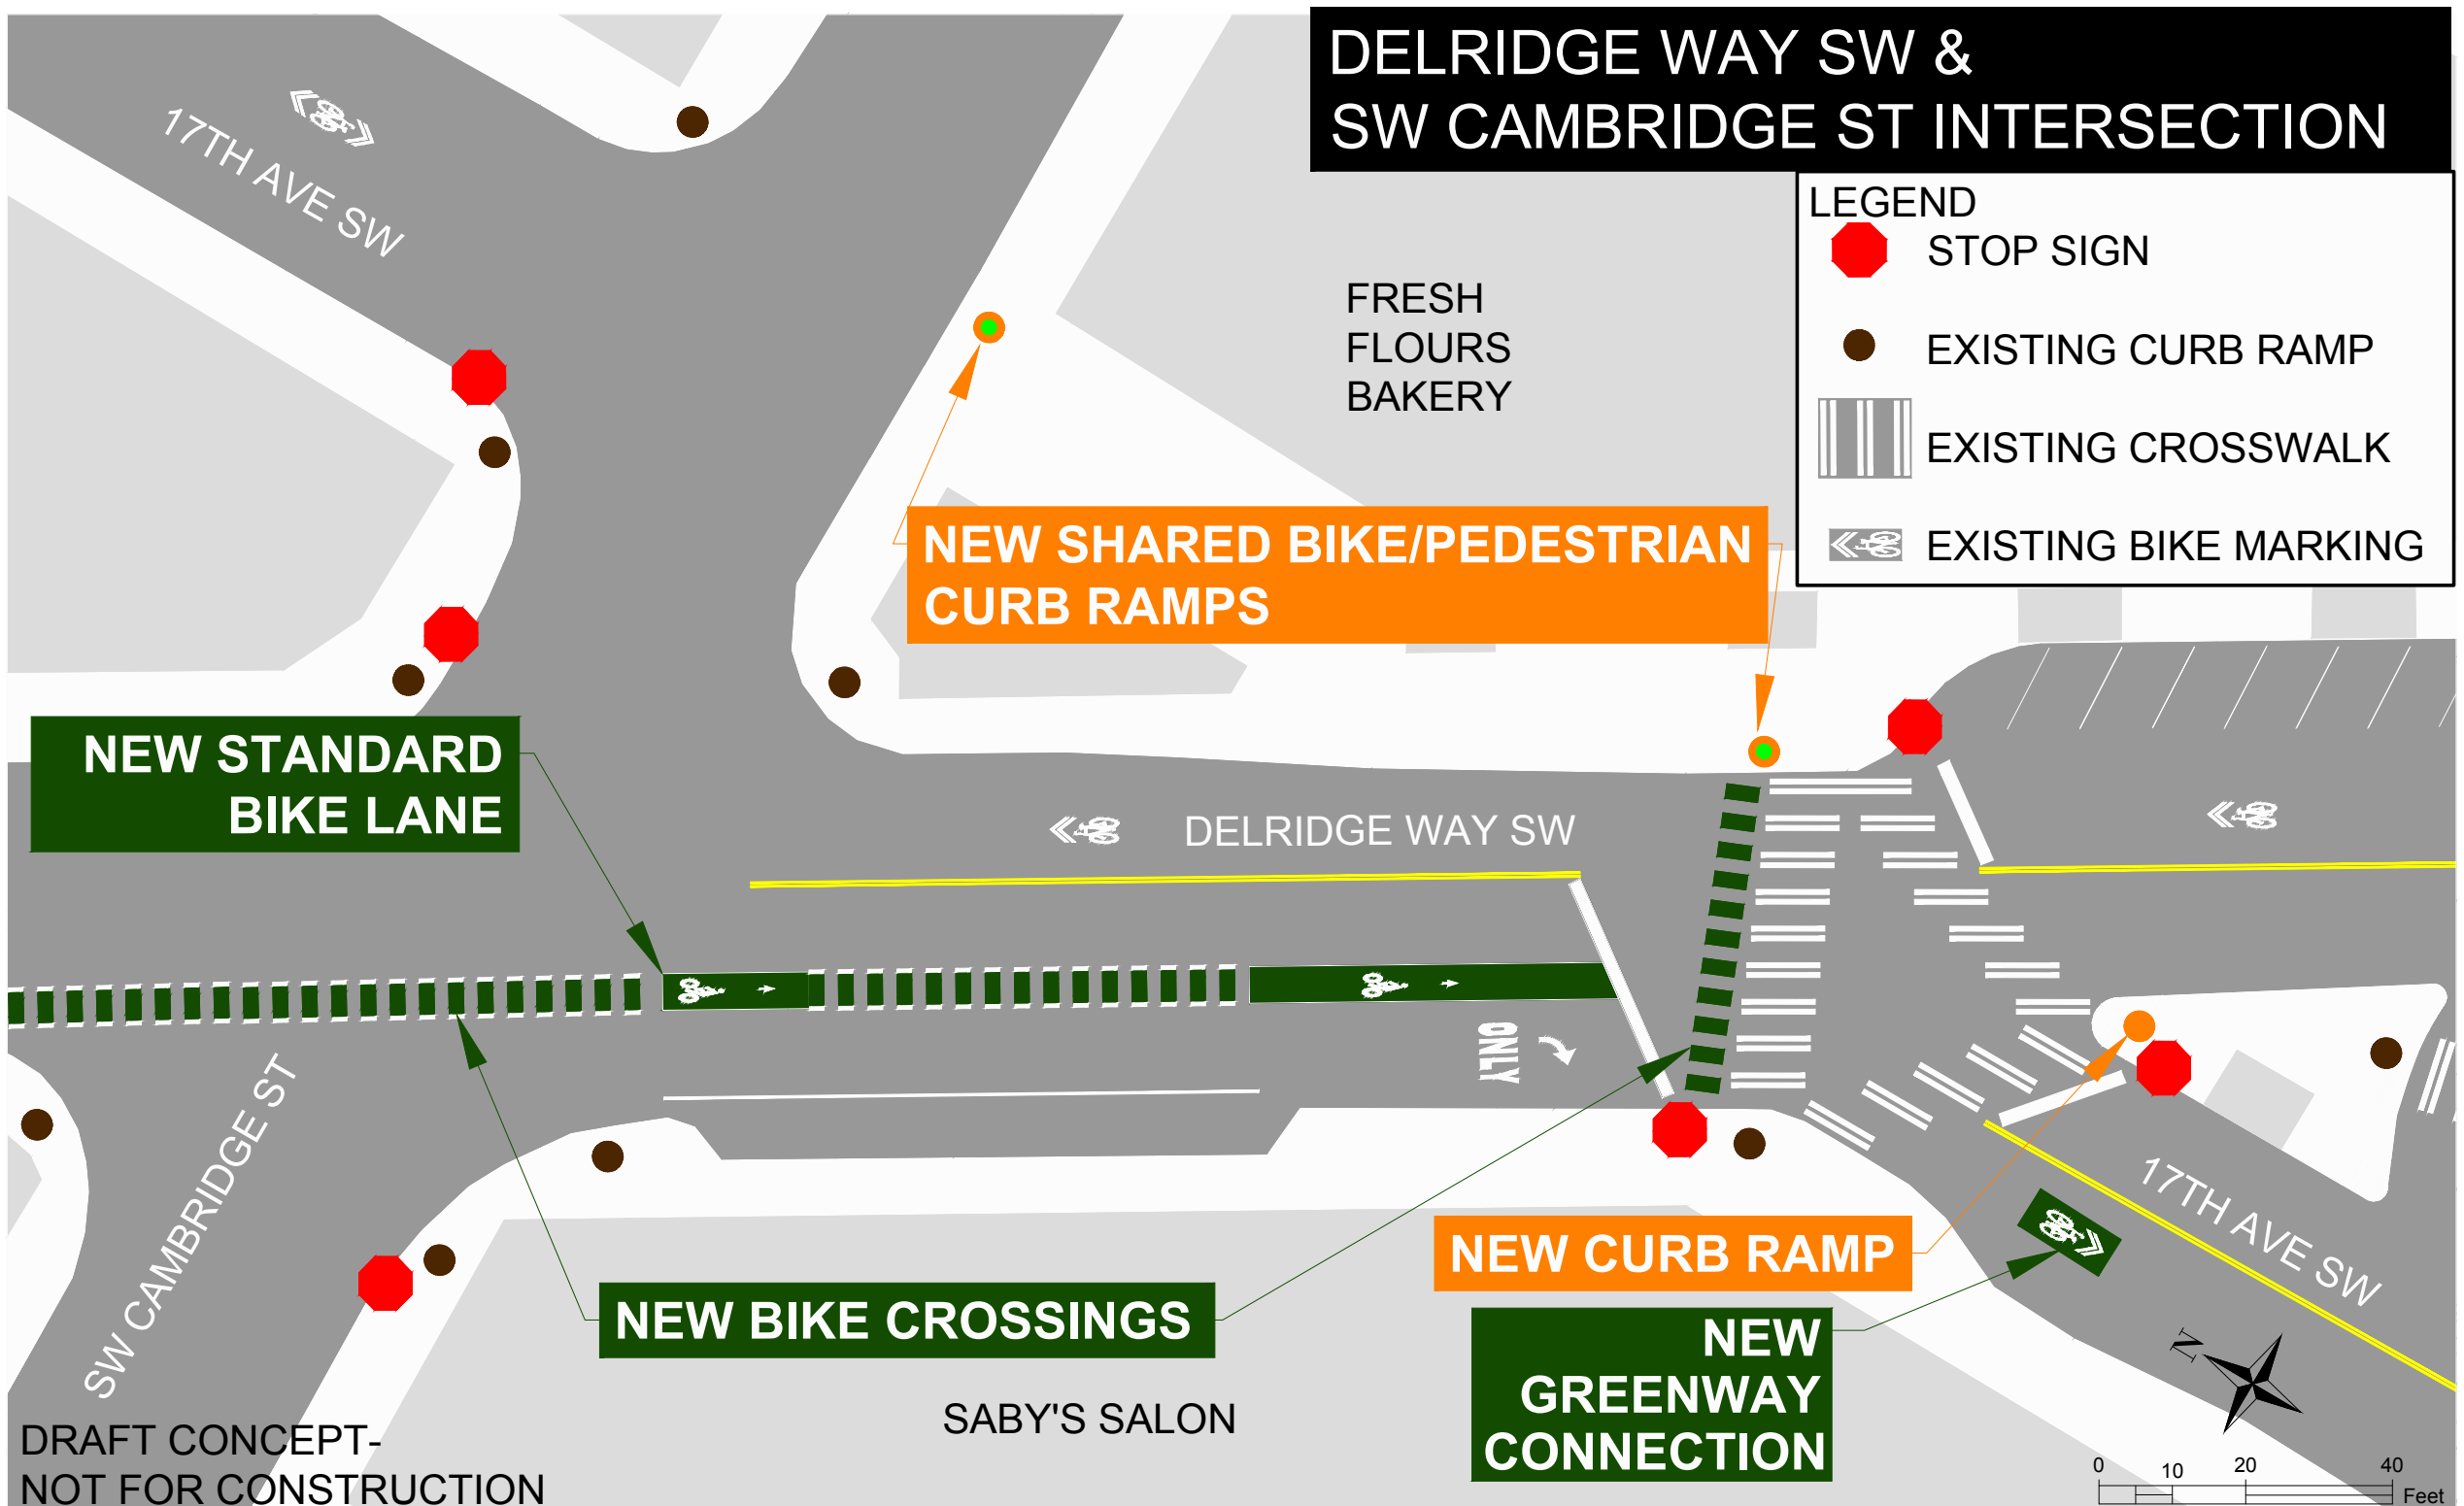 DELRIDGE WAY SW &
SW CAMBRIDGE ST INTERSECTION
LEGEND
STOP SIGN
EXISTING CURB RAMP
EXISTING CROSSWALK
EXISTING BIKE MARKING
17TH AVE SW
FRESH
FLOURS
BAKERY
NEW SHARED BIKE/PEDESTRIAN
CURB RAMPS
NEW STANDARD
BIKE LANE
DELRIDGE WAY SW
ONLY
SW CAMBRIDGE ST
17TH AVE SW
NEW CURB RAMP
NEW BIKE CROSSINGS
NEW
GREENWAY
CONNECTION
SABY'S SALON
N
DRAFT CONCEPT-
NOT FOR CONSTRUCTION
0 10 20 40
Feet